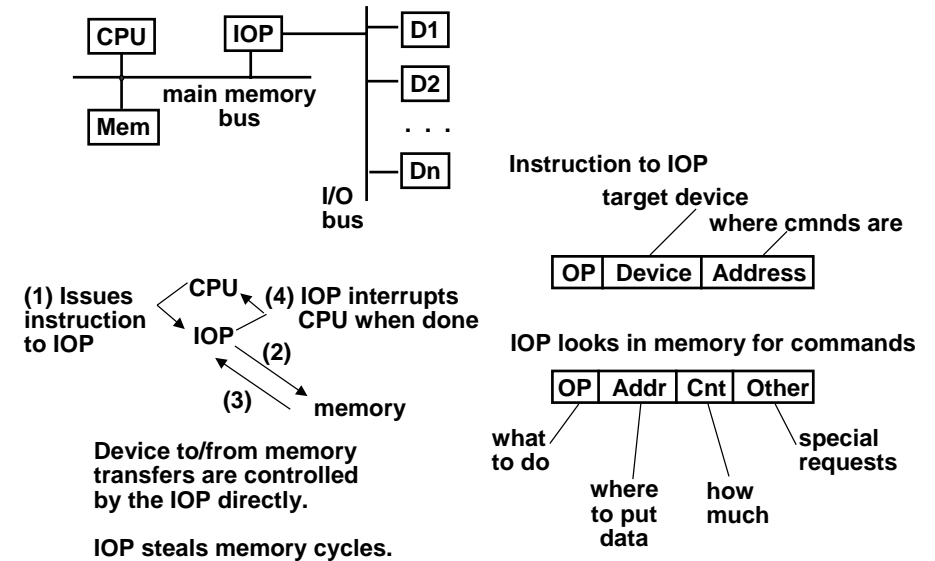 CPU
IOP
D1
D2
. . .
Dn
main memory
bus
Mem
I/O
bus
Instruction to IOP
target device
where cmnds are
OP Device Address
(1) Issues
instruction
to IOP
CPU
IOP
(4) IOP interrupts
CPU when done
(2)
(3)
memory
Device to/from memory
transfers are controlled
by the IOP directly.
IOP steals memory cycles.
IOP looks in memory for commands
OP Addr Cnt Other
what
to do
where
to put
data
how
much
special
requests